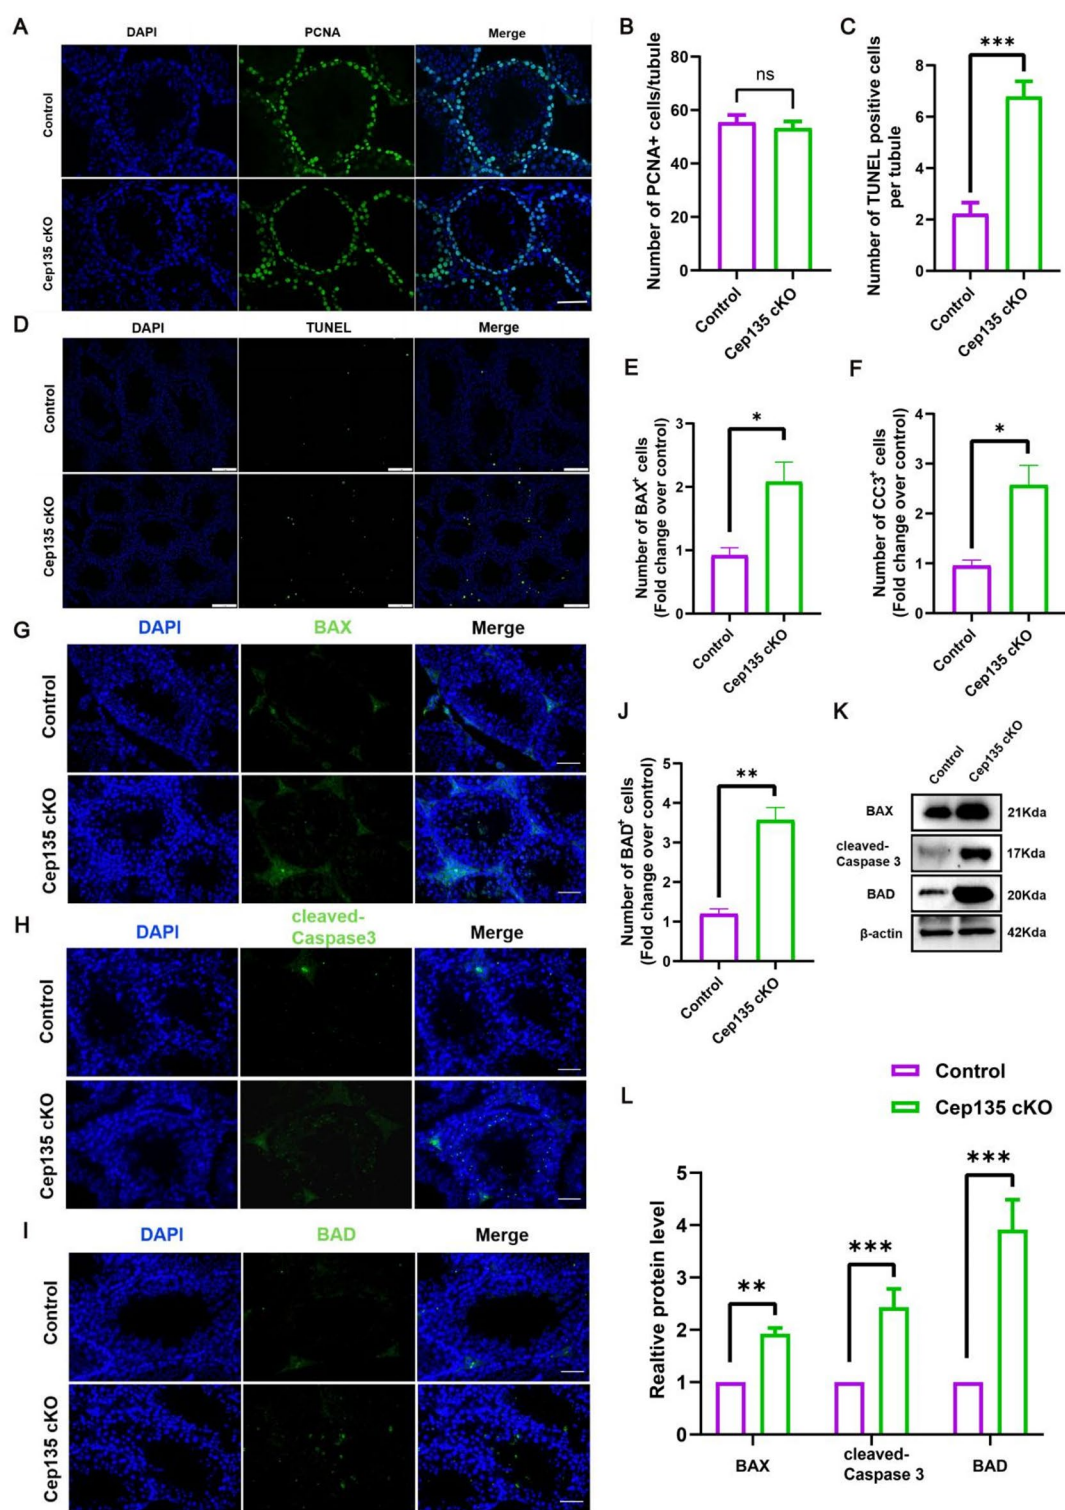 A
DAPI
PCNA
Merge
Control
Cep135 cKO
B
Number of PCNA+ cells/tubule
80
60
40
20
0
ns
Control
Cep135 cKO
C
Number of TUNEL positive cells
per tubule
8
6
4
2
0
***
Control
Cep135 cKO
D
DAPI
TUNEL
Merge
Control
Cep135 cKO
E
Number of BAX+ cells
(Fold change over control)
3
2
1
0
*
Control
Cep135 cKO
F
Number of CC3+ cells
(Fold change over control)
4
3
2
1
0
*
Control
Cep135 cKO
G
DAPI
BAX
Merge
Control
Cep135 cKO
H
DAPI
cleaved-
Caspase3
Merge
Control
Cep135 cKO
I
DAPI
BAD
Merge
Control
Cep135 cKO
J
Number of BAD+ cells
(Fold change over control)
5
4
3
2
1
0
**
Control
Cep135 cKO
K
Control
Cep135 cKO
BAX
21Kda
cleaved-
Caspase 3
17Kda
BAD
20Kda
β-actin
42Kda
L
Control
Cep135 cKO
Realtive protein level
5
4
3
2
1
0
**
***
***
BAX
cleaved-
Caspase 3
BAD